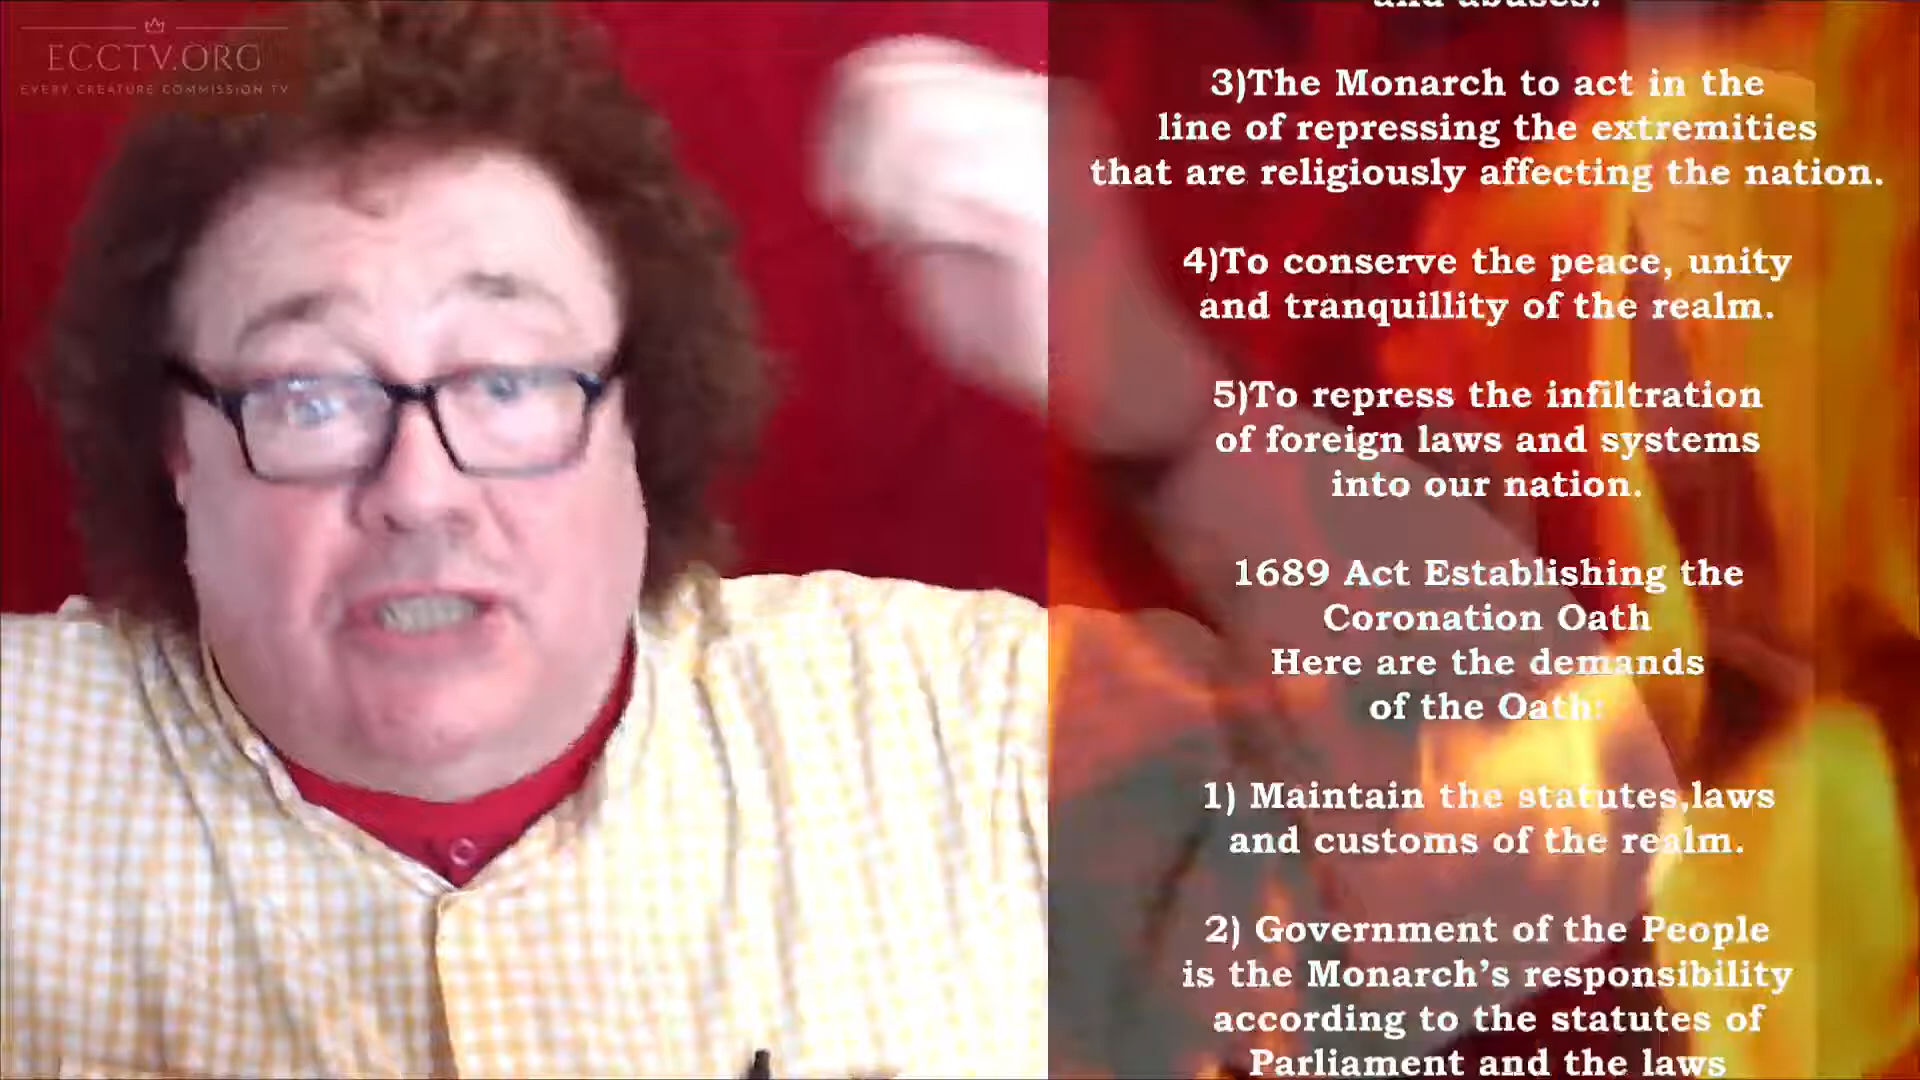 ECCTV.ORG
EVERY CREATURE COMMISSION TV
and abuses.
3)The Monarch to act in the
line of repressing the extremities
that are religiously affecting the nation.
4)To conserve the peace, unity
and tranquillity of the realm.
5)To repress the infiltration
of foreign laws and systems
into our nation.
1689 Act Establishing the
Coronation Oath
Here are the demands
of the Oath:
1) Maintain the statutes,laws
and customs of the realm.
2) Government of the People
is the Monarch's responsibility
according to the statutes of
Parliament and the laws